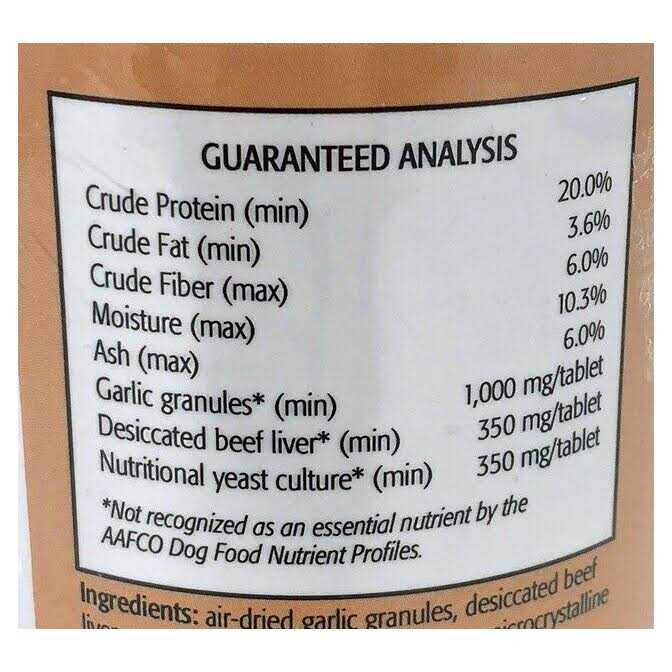 GUARANTEED ANALYSIS
Crude Protein (min) 20.0%
Crude Fat (min) 3.6%
Crude Fiber (max) 6.0%
Moisture (max) 10.3%
Ash (max) 6.0%
Garlic granules* (min) 1,000 mg/tablet
Desiccated beef liver* (min) 350 mg/tablet
Nutritional yeast culture* (min) 350 mg/tablet
*Not recognized as an essential nutrient by the
AAFCO Dog Food Nutrient Profiles.
Ingredients: air-dried garlic granules, desiccated beef